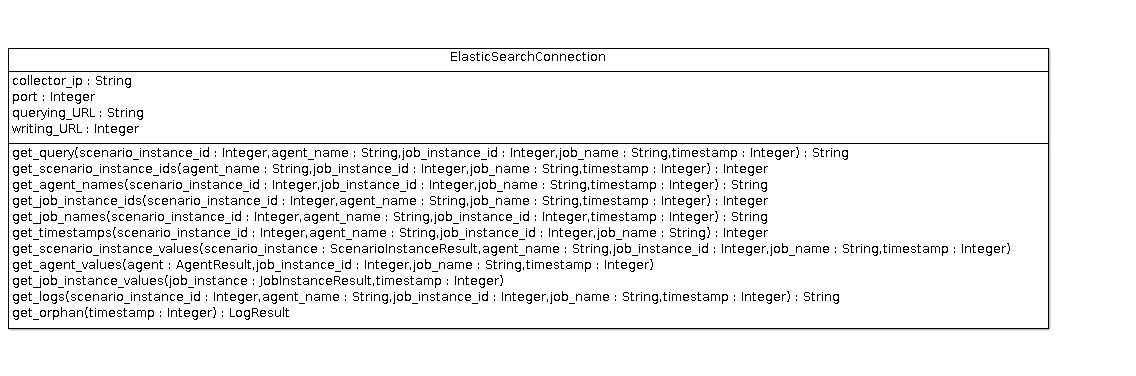 ElasticSearchConnection
collector_ip : String
port : Integer
querying_URL : String
writing_URL : Integer
get_query(scenario_instance_id : Integer,agent_name : String,job_instance_id : Integer,job_name : String,timestamp : Integer) : String
get_scenario_instance_ids(agent_name : String,job_instance_id : Integer,job_name : String,timestamp : Integer) : Integer
get_agent_names(scenario_instance_id : Integer,job_instance_id : Integer,job_name : String,timestamp : Integer) : String
get_job_instance_ids(scenario_instance_id : Integer,agent_name : String,job_name : String,timestamp : Integer) : Integer
get_job_names(scenario_instance_id : Integer,agent_name : String,job_instance_id : Integer,timestamp : Integer) : String
get_timestamps(scenario_instance_id : Integer,agent_name : String,job_instance_id : Integer,job_name : String) : Integer
get_scenario_instance_values(scenario_instance : ScenarioInstanceResult,agent_name : String,job_instance_id : Integer,job_name : String,timestamp : Integer)
get_agent_values(agent : AgentResult,job_instance_id : Integer,job_name : String,timestamp : Integer)
get_job_instance_values(job_instance : JobInstanceResult,timestamp : Integer)
get_logs(scenario_instance_id : Integer,agent_name : String,job_instance_id : Integer,job_name : String,timestamp : Integer) : String
get_orphan(timestamp : Integer) : LogResult